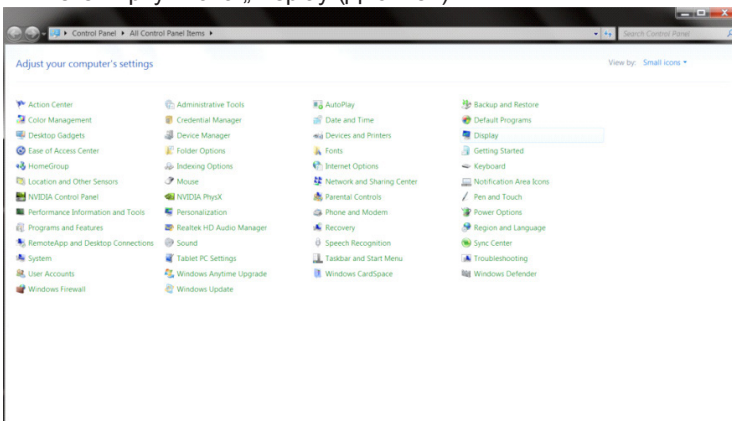 Control Panel ▸ All Control Panel Items ▸
Search Control Panel
Adjust your computer's settings
View by: Small icons
Action Center Administrative Tools AutoPlay Backup and Restore
Color Management Credential Manager Date and Time Default Programs
Desktop Gadgets Device Manager Devices and Printers Display
Ease of Access Center Folder Options Fonts Getting Started
HomeGroup Indexing Options Internet Options Keyboard
Location and Other Sensors Mouse Network and Sharing Center Notification Area Icons
NVIDIA Control Panel NVIDIA PhysX Parental Controls Pen and Touch
Performance Information and Tools Personalization Phone and Modem Power Options
Programs and Features Realtek HD Audio Manager Recovery Region and Language
RemoteApp and Desktop Connections Sound Speech Recognition Sync Center
System Tablet PC Settings Taskbar and Start Menu Troubleshooting
User Accounts Windows Anytime Upgrade Windows CardSpace Windows Defender
Windows Firewall Windows Update